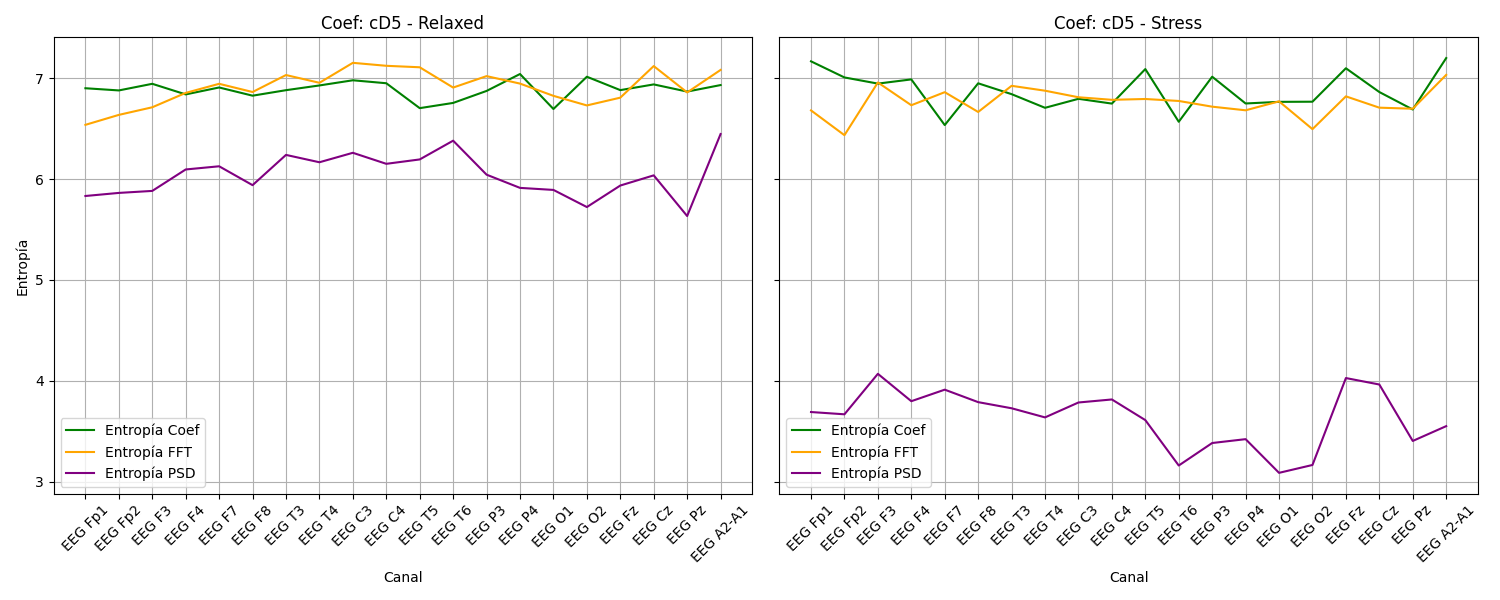 Coef: cD5 - Relaxed
Entropía
7
6
5
4
3
Entropía Coef
Entropía FFT
Entropía PSD
EEG Fp1
EEG Fp2
EEG F3
EEG F4
EEG F7
EEG F8
EEG T3
EEG T4
EEG C3
EEG C4
EEG T5
EEG T6
EEG P3
EEG P4
EEG O1
EEG O2
EEG Fz
EEG Cz
EEG Pz
EEG A2-A1
Canal
Coef: cD5 - Stress
Entropía Coef
Entropía FFT
Entropía PSD
EEG Fp1
EEG Fp2
EEG F3
EEG F4
EEG F7
EEG F8
EEG T3
EEG T4
EEG C3
EEG C4
EEG T5
EEG T6
EEG P3
EEG P4
EEG O1
EEG O2
EEG Fz
EEG Cz
EEG Pz
EEG A2-A1
Canal